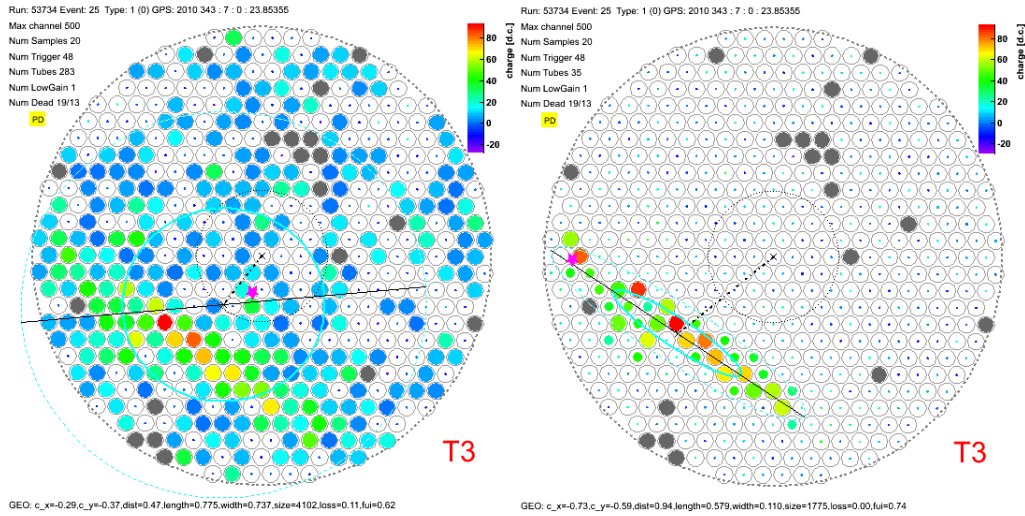 Run: 53734 Event: 25 Type: 1 (0) GPS: 2010 343 : 7 : 0 : 23.85355
Max channel 500
Num Samples 20
Num Trigger 48
Num Tubes 283
Num LowGain 1
Num Dead 19/13
PD
80
60
40
20
0
-20
charge [d.c.]
T3
GEO: c_x=-0.29,c_y=-0.37,dist=0.47,length=0.775,width=0.737,size=4102,loss=0.11,fui=0.62
Run: 53734 Event: 25 Type: 1 (0) GPS: 2010 343 : 7 : 0 : 23.85355
Max channel 500
Num Samples 20
Num Trigger 48
Num Tubes 35
Num LowGain 1
Num Dead 19/13
PD
80
60
40
20
0
-20
charge [d.c.]
T3
GEO: c_x=-0.73,c_y=-0.59,dist=0.94,length=0.579,width=0.110,size=1775,loss=0.00,fui=0.74